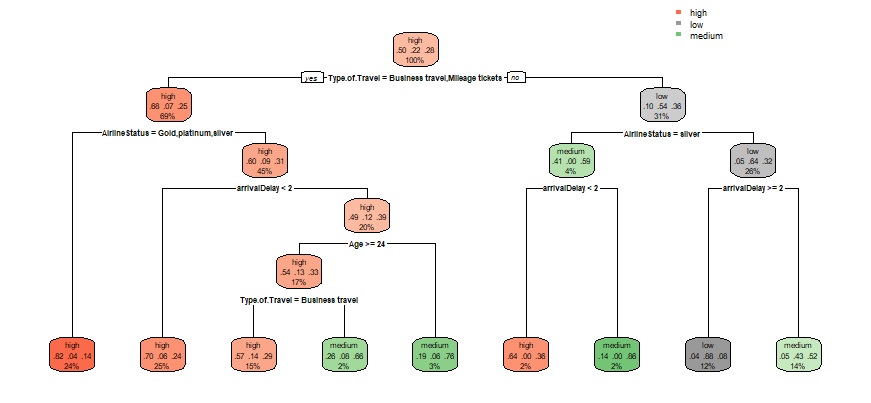 high
low
medium
high
.50 .22 .28
100%
yes Type.of.Travel = Business travel,Mileage tickets no
high
.68 .07 .25
69%
low
.10 .54 .36
31%
AirlineStatus = Gold,platinum,silver
AirlineStatus = silver
high
.60 .09 .31
45%
medium
.41 .00 .59
4%
low
.05 .64 .32
26%
arrivalDelay < 2
arrivalDelay < 2
arrivalDelay >= 2
high
.49 .12 .39
20%
Age >= 24
high
.54 .13 .33
17%
Type.of.Travel = Business travel
high
.82 .04 .14
24%
high
.70 .06 .24
25%
high
.57 .14 .29
15%
medium
.26 .08 .66
2%
medium
.19 .06 .76
3%
high
.64 .00 .36
2%
medium
.14 .00 .86
2%
low
.04 .88 .08
12%
medium
.05 .43 .52
14%